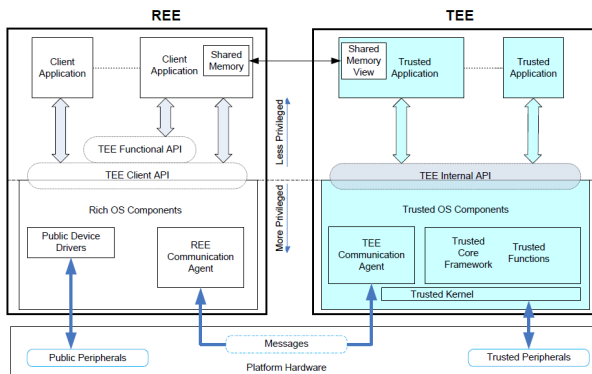 REE
TEE
Client
Application
Client
Application
Shared
Memory
Shared
Memory
View
Trusted
Application
Trusted
Application
Less Privileged
TEE Functional API
TEE Client API
TEE Internal API
More Privileged
Rich OS Components
Trusted OS Components
Public Device
Drivers
REE
Communication
Agent
TEE
Communication
Agent
Trusted
Core
Framework
Trusted
Functions
Trusted Kernel
Messages
Public Peripherals
Trusted Peripherals
Platform Hardware